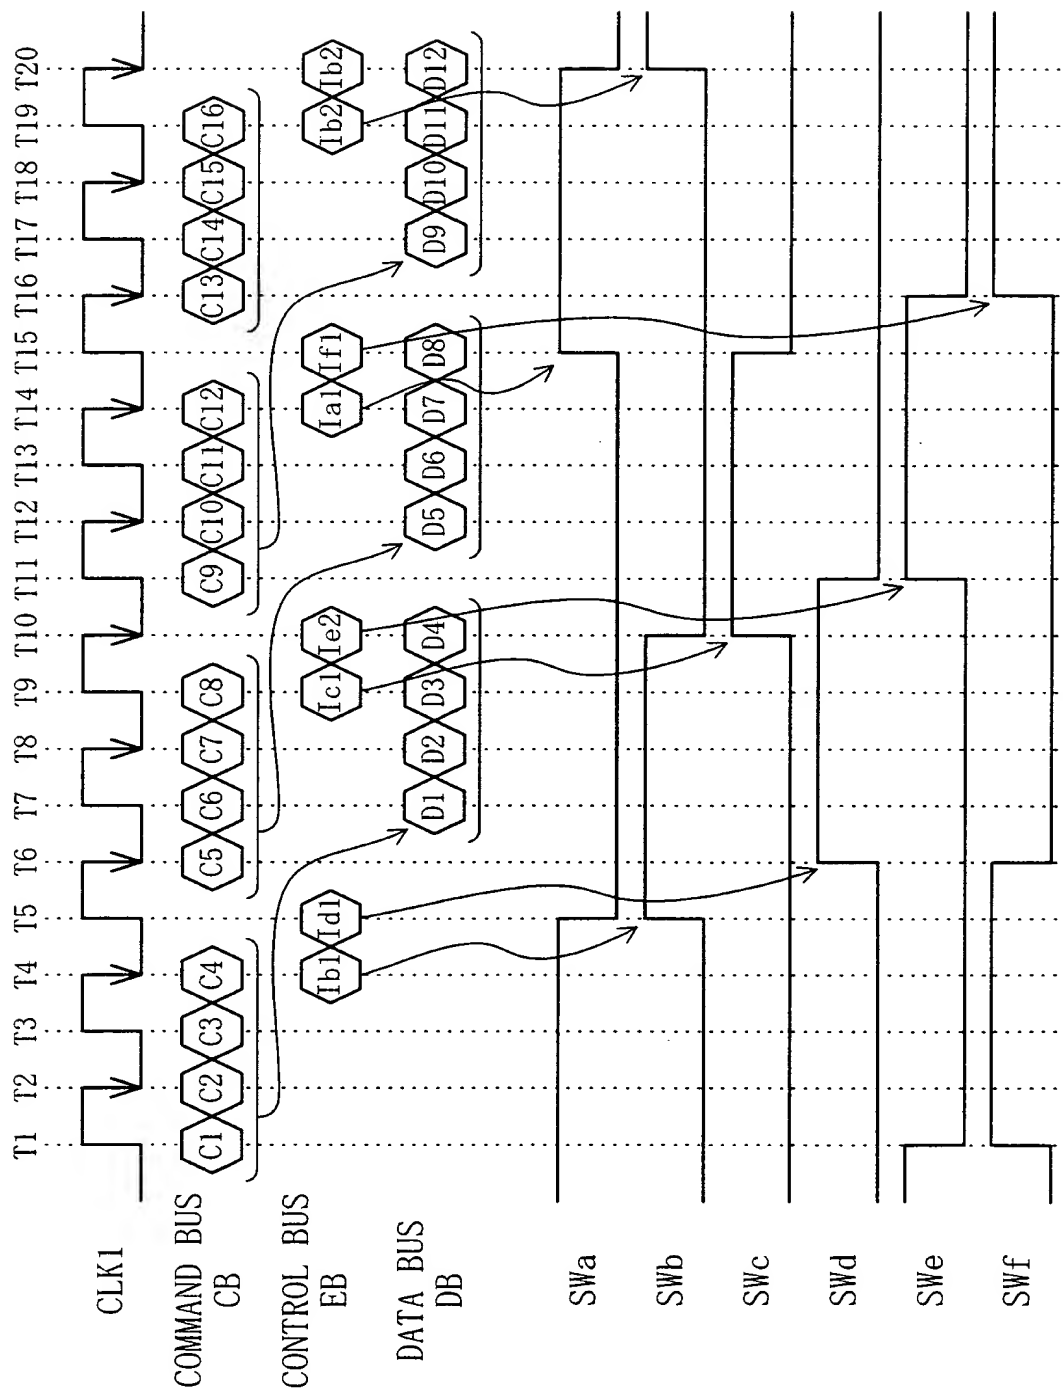 T1 T2 T3 T4 T5 T6 T7 T8 T9 T10 T11 T12 T13 T14 T15 T16 T17 T18 T19 T20
CLK1
COMMAND BUS
CB
C1 C2 C3 C4 C5 C6 C7 C8 C9 C10 C11 C12 C13 C14 C15 C16
CONTROL BUS
EB
Ib1 Id1 Ic1 Ie2 Ia1 If1 Ib2 Ib2
DATA BUS
DB
D1 D2 D3 D4 D5 D6 D7 D8 D9 D10 D11 D12
SWa
SWb
SWc
SWd
SWe
SWf